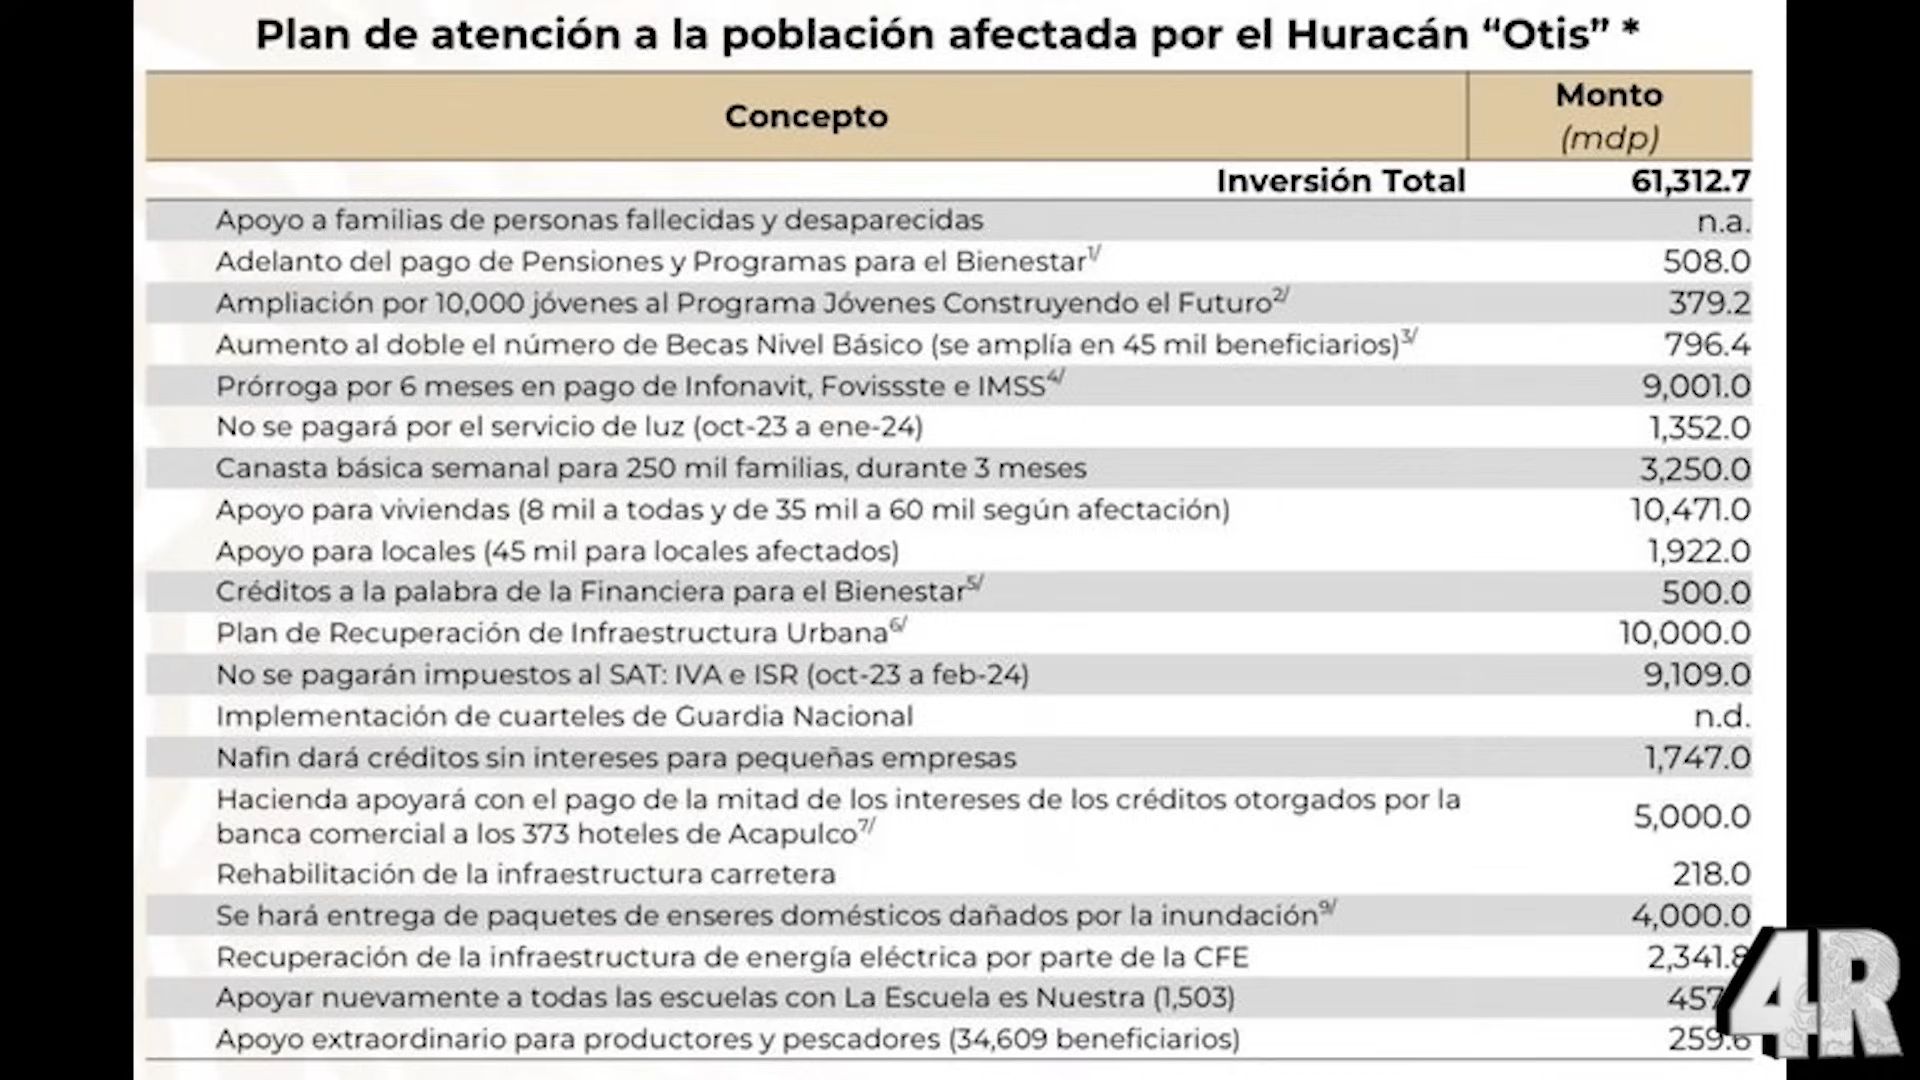 Plan de atención a la población afectada por el Huracán “Otis” *
Concepto
Monto
(mdp)
Inversión Total 61,312.7
Apoyo a familias de personas fallecidas y desaparecidas n.a.
Adelanto del pago de Pensiones y Programas para el Bienestar1/ 508.0
Ampliación por 10,000 jóvenes al Programa Jóvenes Construyendo el Futuro2/ 379.2
Aumento al doble el número de Becas Nivel Básico (se amplía en 45 mil beneficiarios)3/ 796.4
Prórroga por 6 meses en pago de Infonavit, Fovissste e IMSS4/ 9,001.0
No se pagará por el servicio de luz (oct-23 a ene-24) 1,352.0
Canasta básica semanal para 250 mil familias, durante 3 meses 3,250.0
Apoyo para viviendas (8 mil a todas y de 35 mil a 60 mil según afectación) 10,471.0
Apoyo para locales (45 mil para locales afectados) 1,922.0
Créditos a la palabra de la Financiera para el Bienestar5/ 500.0
Plan de Recuperación de Infraestructura Urbana6/ 10,000.0
No se pagarán impuestos al SAT: IVA e ISR (oct-23 a feb-24) 9,109.0
Implementación de cuarteles de Guardia Nacional n.d.
Nafin dará créditos sin intereses para pequeñas empresas 1,747.0
Hacienda apoyará con el pago de la mitad de los intereses de los créditos otorgados por la
banca comercial a los 373 hoteles de Acapulco7/ 5,000.0
Rehabilitación de la infraestructura carretera 218.0
Se hará entrega de paquetes de enseres domésticos dañados por la inundación9/ 4,000.0
Recuperación de la infraestructura de energía eléctrica por parte de la CFE 2,341.8
Apoyar nuevamente a todas las escuelas con La Escuela es Nuestra (1,503) 457
Apoyo extraordinario para productores y pescadores (34,609 beneficiarios) 259.6
4R